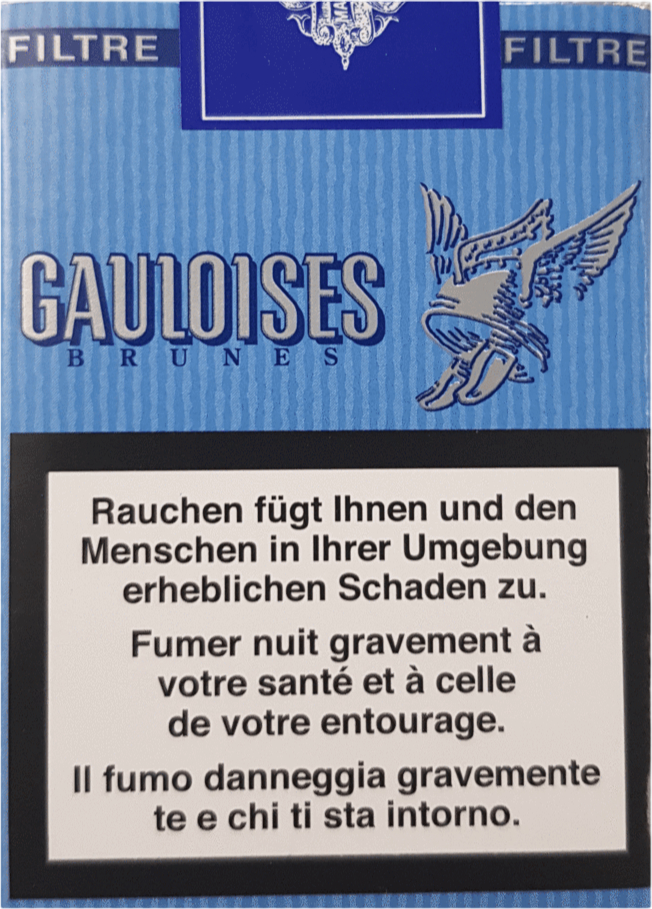 FILTRE FILTRE
MA
GAULOISES
BRUNES
Rauchen fügt Ihnen und den
Menschen in Ihrer Umgebung
erheblichen Schaden zu.
Fumer nuit gravement à
votre santé et à celle
de votre entourage.
Il fumo danneggia gravemente
te e chi ti sta intorno.